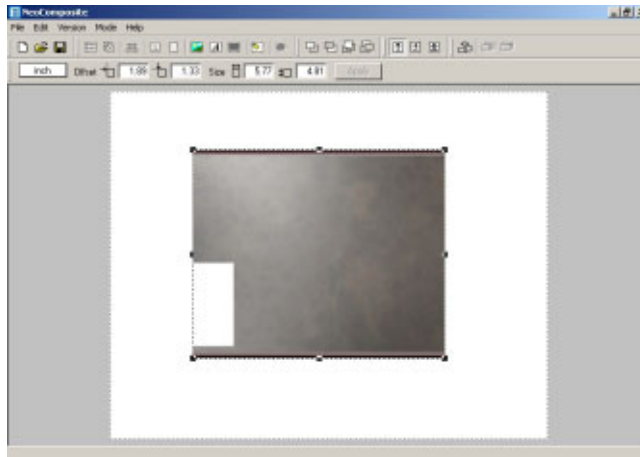 NeoComposite
File Edit Version Mode Help
inch Offset 1.89 1.33 Size 5.77 4.81 Apply